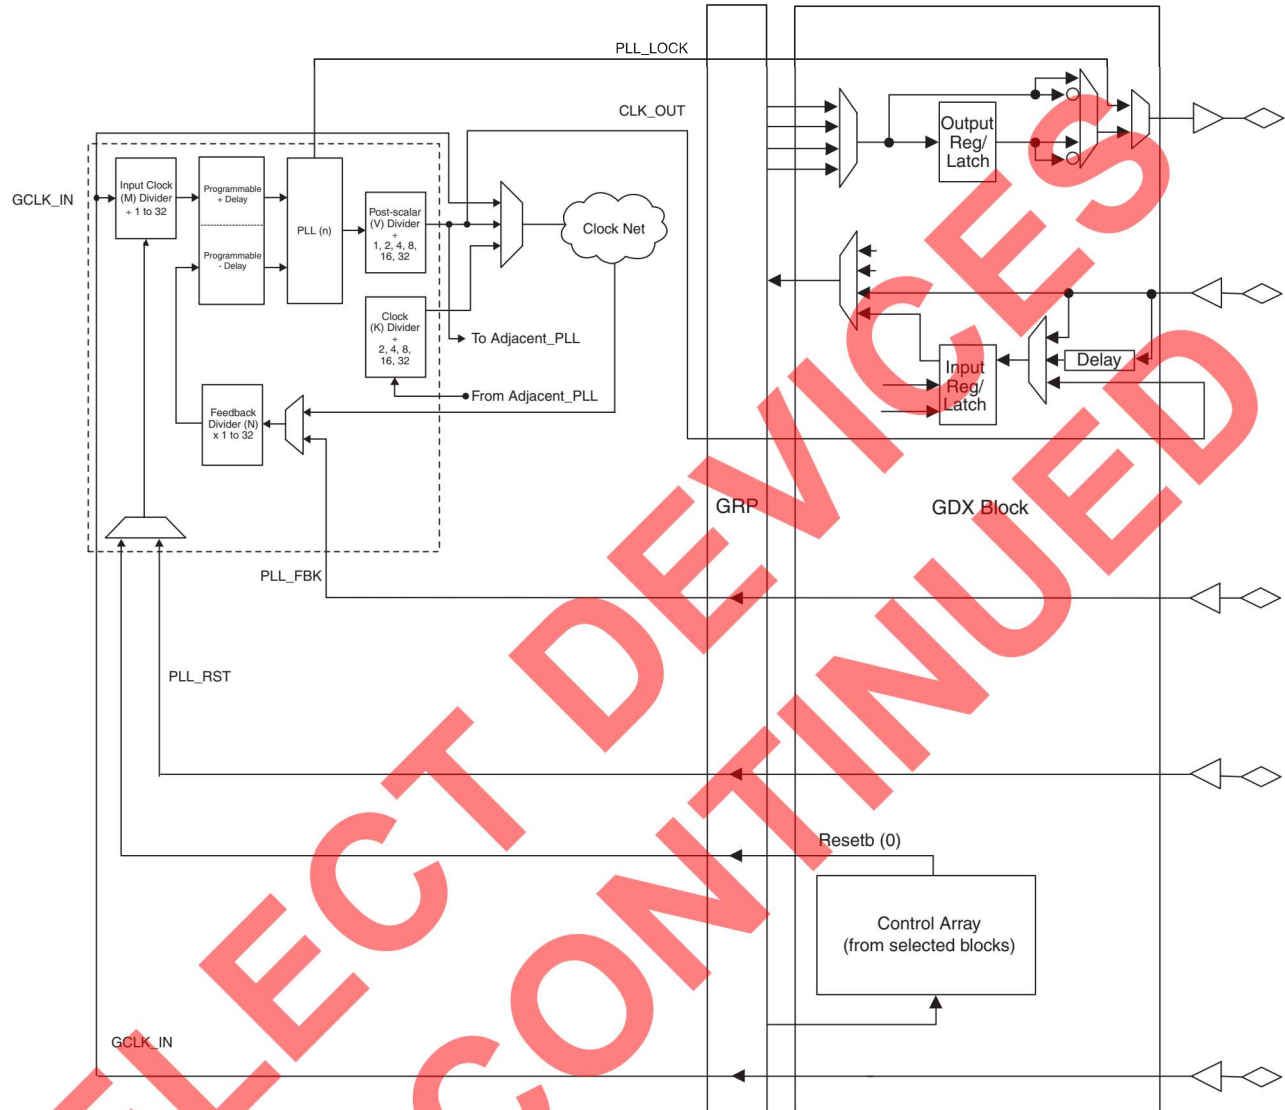 PLL_LOCK
CLK_OUT
GCLK_IN
Input Clock
(M) Divider
÷ 1 to 32
Programmable
+ Delay
Programmable
- Delay
PLL (n)
Post-scalar
(V) Divider
÷
1, 2, 4, 8,
16, 32
Clock Net
Clock
(K) Divider
÷
2, 4, 8,
16, 32
To Adjacent_PLL
From Adjacent_PLL
Feedback
Divider (N)
x 1 to 32
Output
Reg/
Latch
Delay
Input
Reg/
Latch
GRP
GDX Block
PLL_FBK
PLL_RST
Resetb (0)
Control Array
(from selected blocks)
GCLK_IN
ELECT DEVICES
CONTINUED